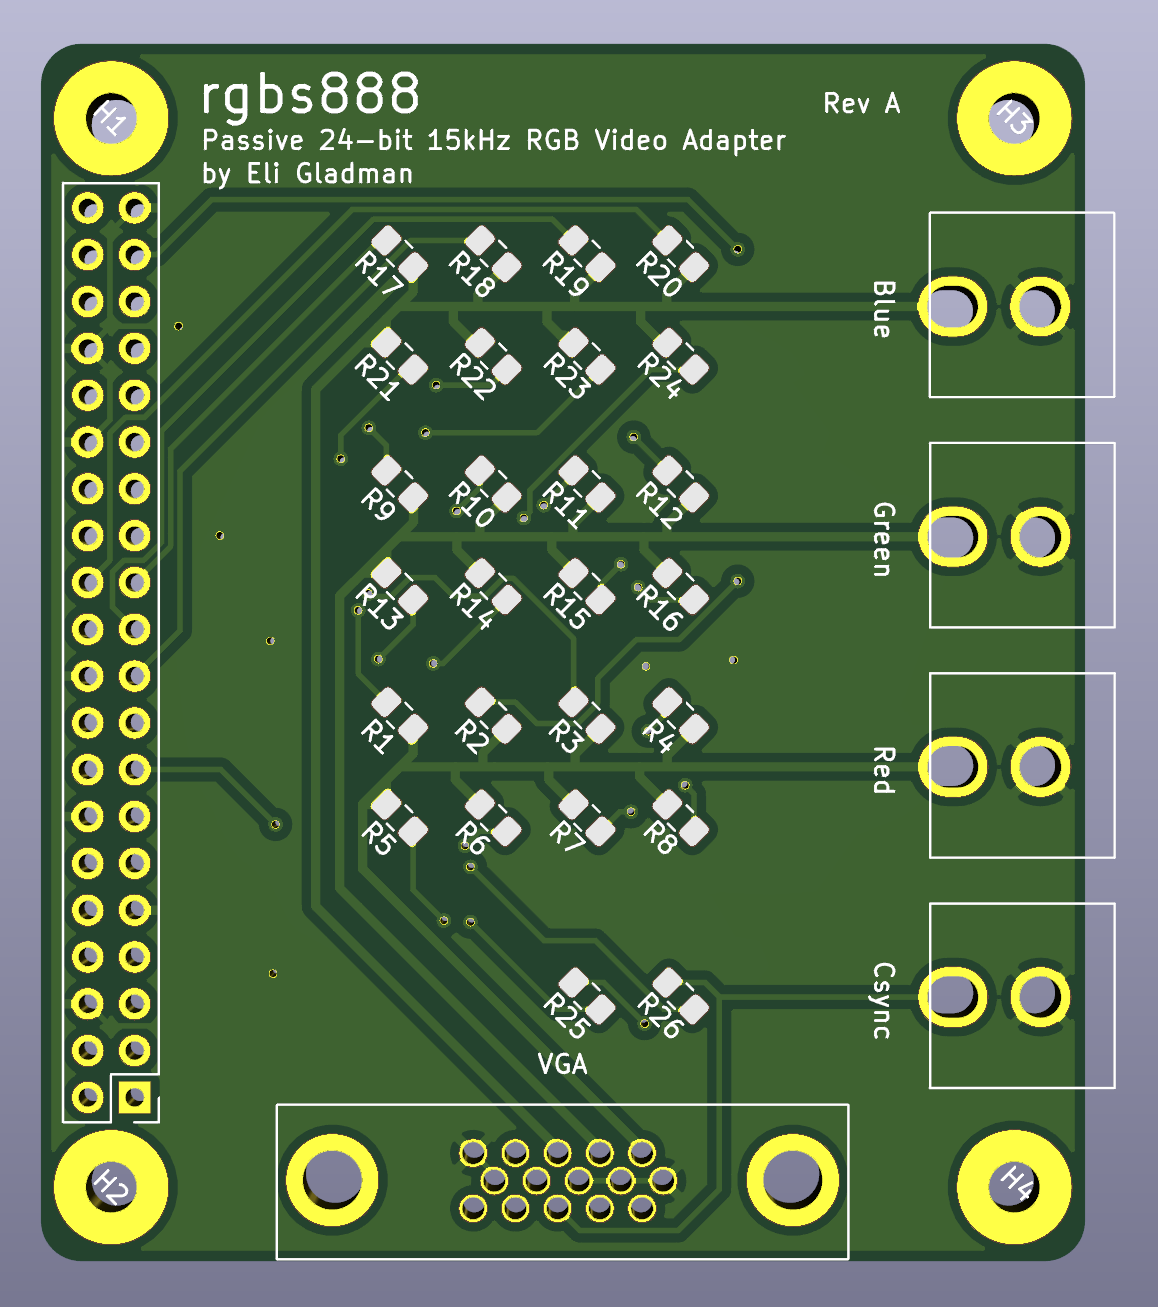 rgbs888
Rev A
Passive 24-bit 15kHz RGB Video Adapter
by Eli Gladman
H1
H3
R17
R18
R19
R20
Blue
R21
R22
R23
R24
R9
R10
R11
R12
Green
R13
R14
R15
R16
R1
R2
R3
R4
Red
R5
R6
R7
R8
R25
R26
Csync
VGA
H2
H4